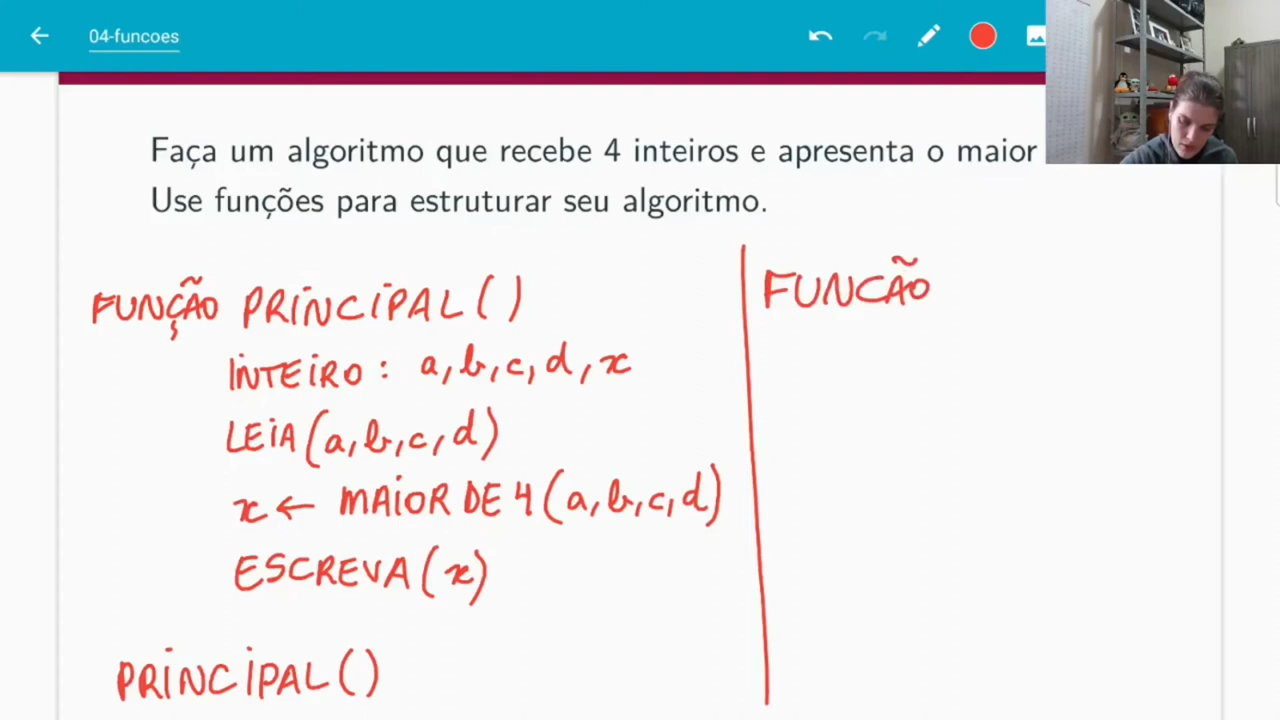 04-funcoes
Faça um algoritmo que recebe 4 inteiros e apresenta o maior
Use funções para estruturar seu algoritmo.
FUNÇÃO PRINCIPAL()
INTEIRO: a, b, c, d, x
LEIA(a, b, c, d)
x ← MAIOR DE 4(a, b, c, d)
ESCREVA(x)
PRINCIPAL()
FUNCÃO